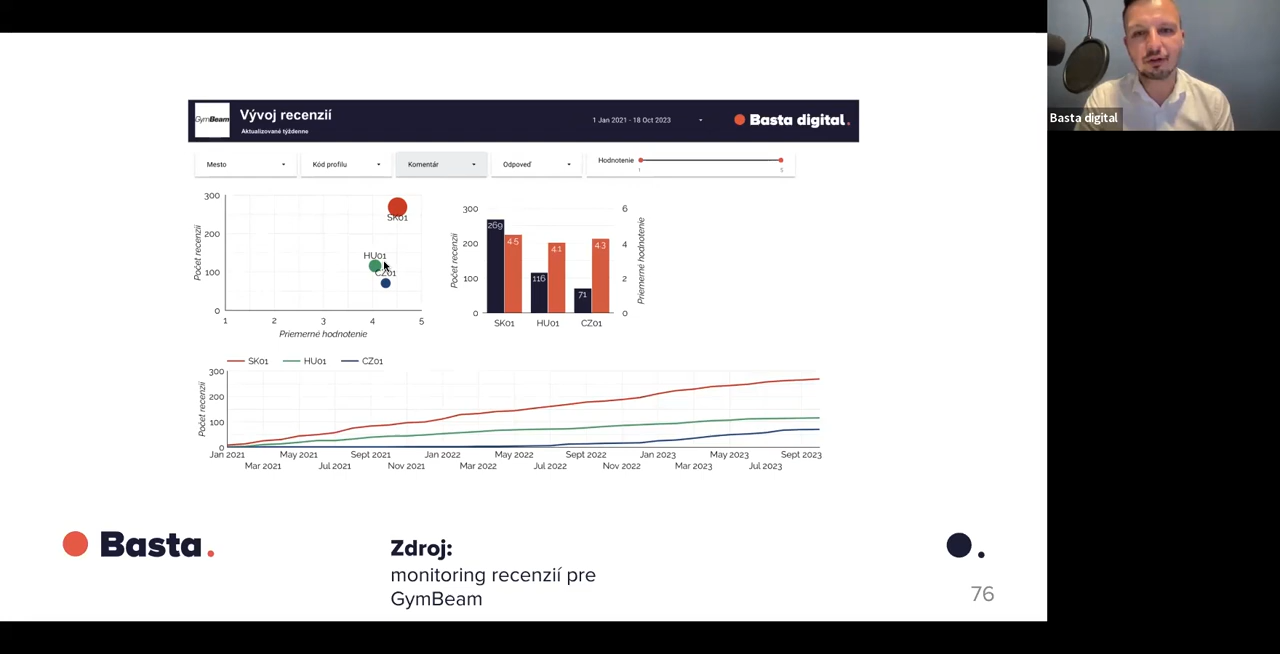 GymBeam
Vývoj recenzií
Aktualizované týždenne
1 Jan 2021 - 18 Oct 2023
Basta digital.
Basta digital
Mesto
Kód profilu
Komentár
Odpoveď
Hodnotenie
1
5
Počet recenzií
300
200
100
0
SK01
HU01
CZ01
1 2 3 4 5
Priemerné hodnotenie
Počet recenzií
300
200
100
0
269
4.5
116
4.1
71
4.3
SK01 HU01 CZ01
6
4
2
0
Priemerné hodnotenie
SK01 HU01 CZ01
Počet recenzií
300
200
100
0
Jan 2021 May 2021 Sept 2021 Jan 2022 May 2022 Sept 2022 Jan 2023 May 2023 Sept 2023
Mar 2021 Jul 2021 Nov 2021 Mar 2022 Jul 2022 Nov 2022 Mar 2023 Jul 2023
Basta.
Zdroj:
monitoring recenzií pre
GymBeam
76